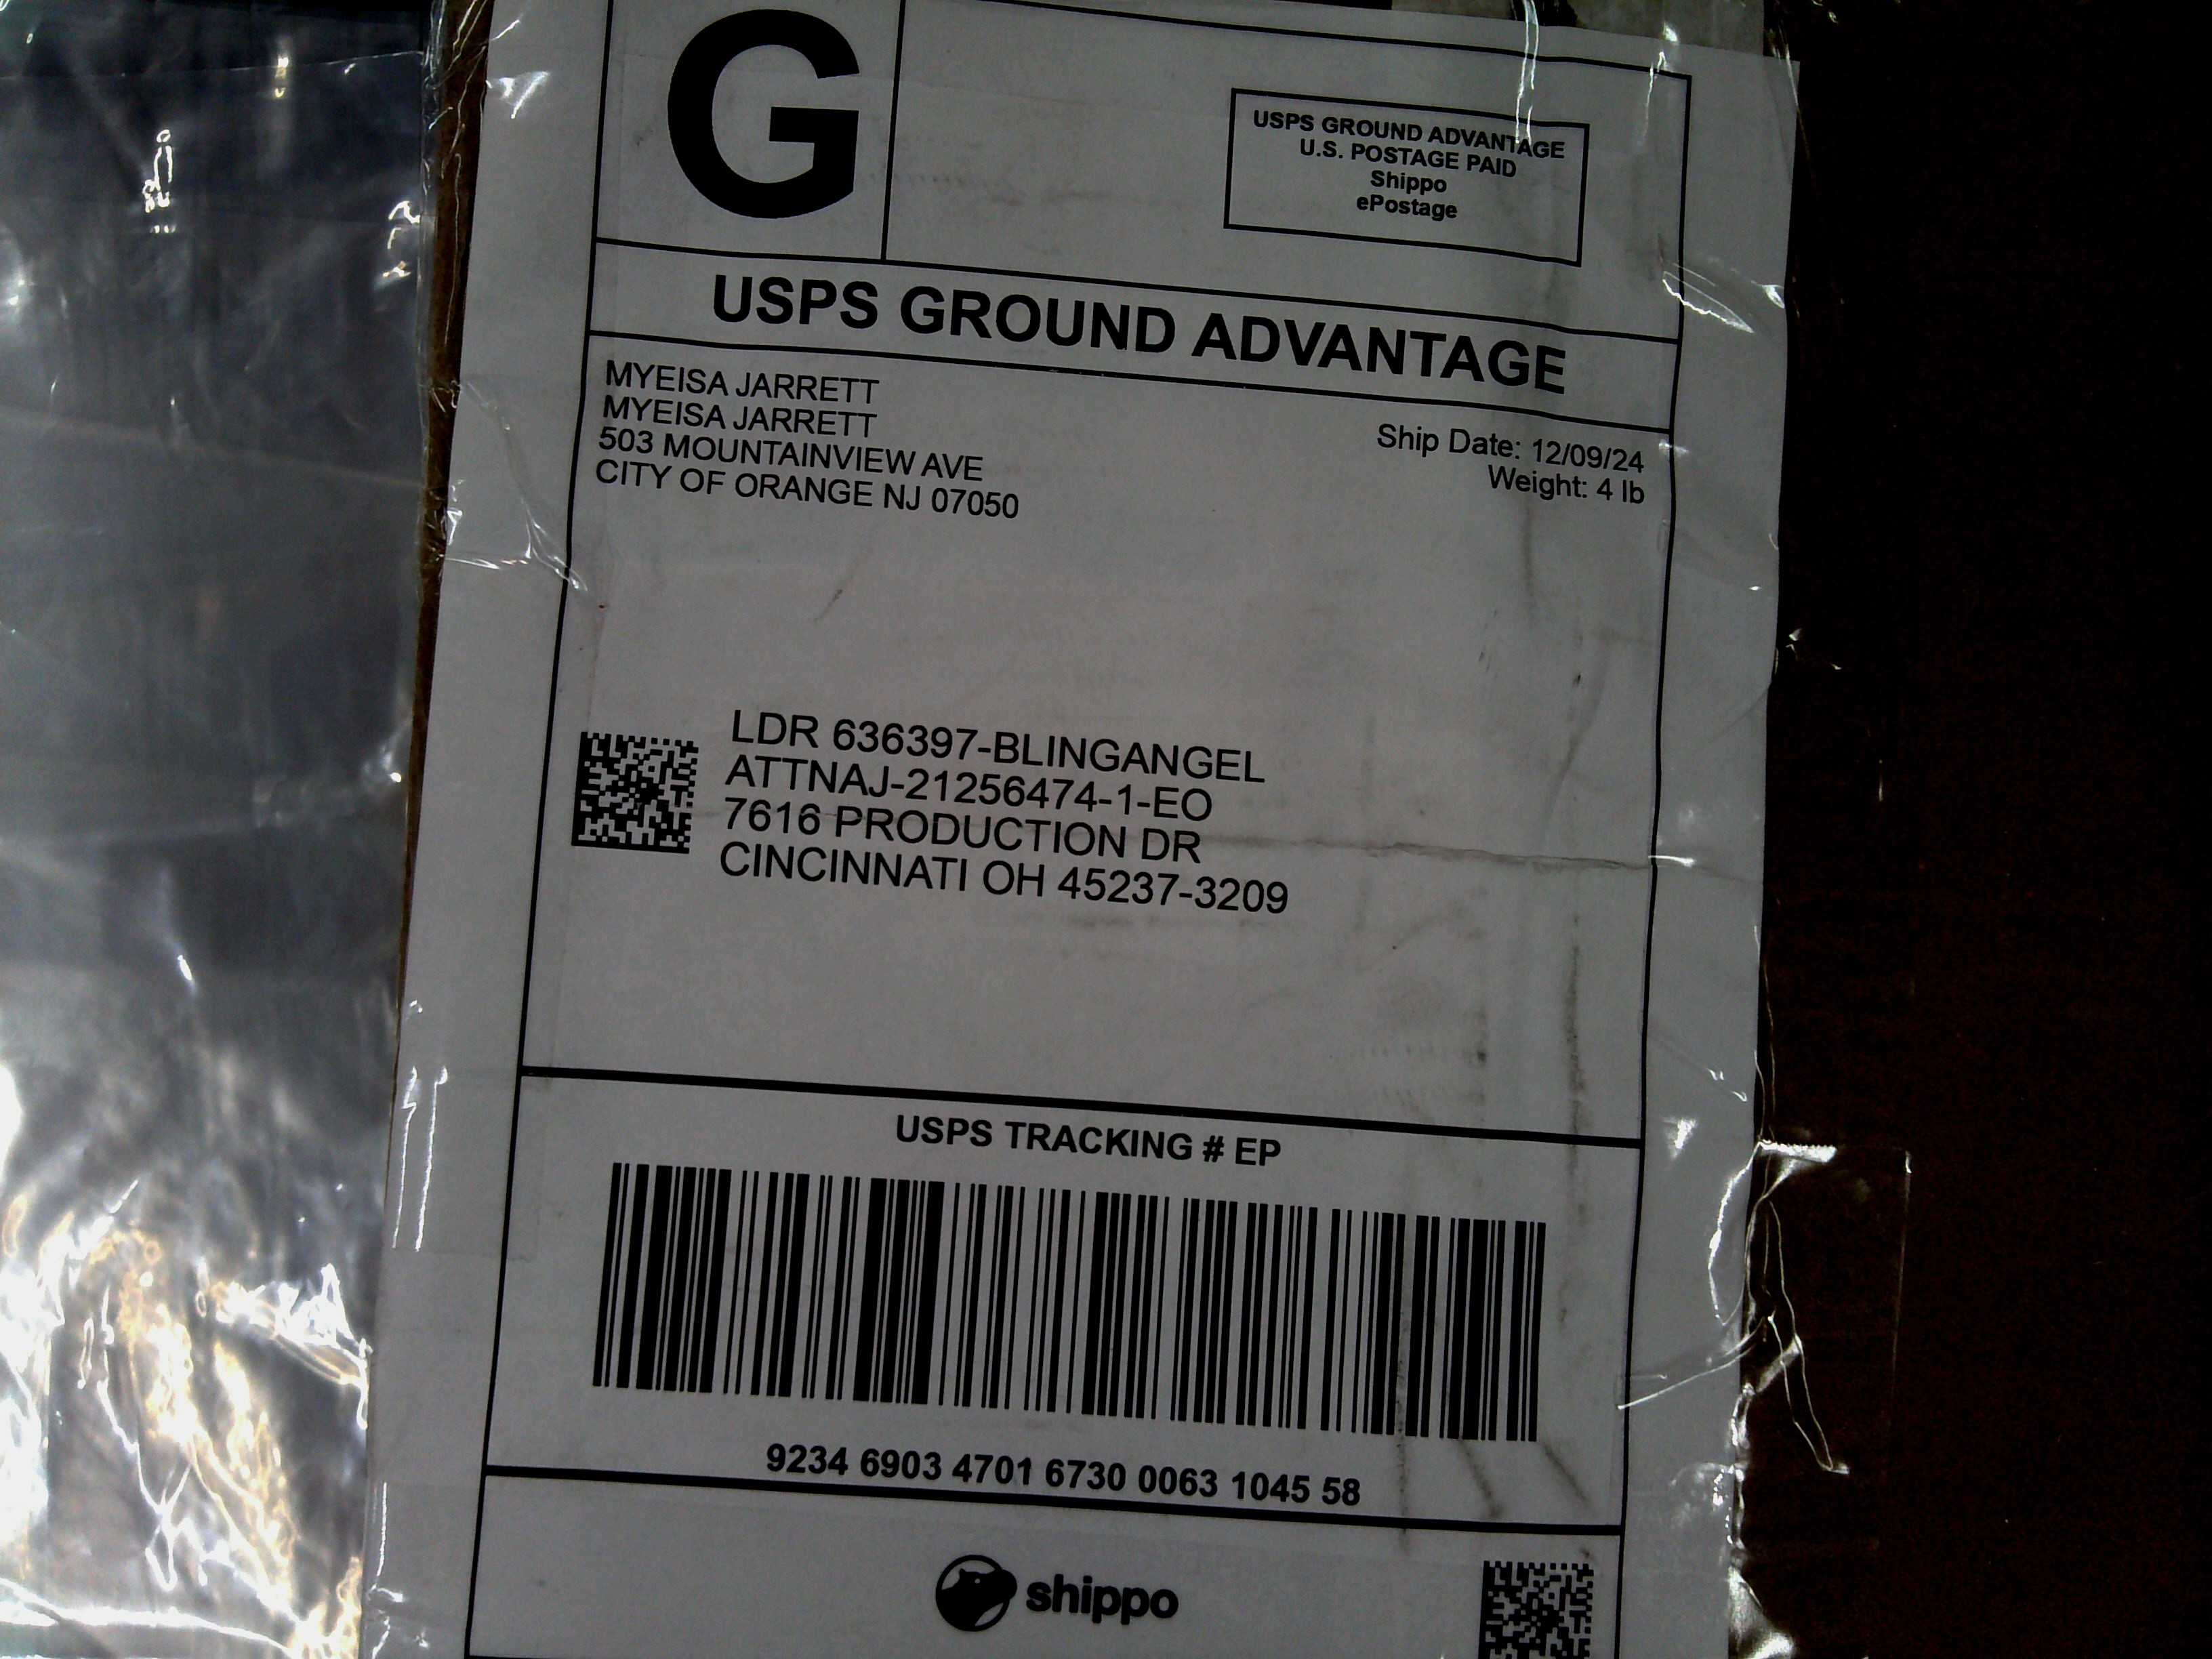 G
USPS GROUND ADVANTAGE
U.S. POSTAGE PAID
Shippo
ePostage
USPS GROUND ADVANTAGE
MYEISA JARRETT
MYEISA JARRETT
503 MOUNTAINVIEW AVE
CITY OF ORANGE NJ 07050
Ship Date: 12/09/24
Weight: 4 lb
LDR 636397-BLINGANGEL
ATTNAJ-21256474-1-EO
7616 PRODUCTION DR
CINCINNATI OH 45237-3209
USPS TRACKING # EP
9234 6903 4701 6730 0063 1045 58
shippo